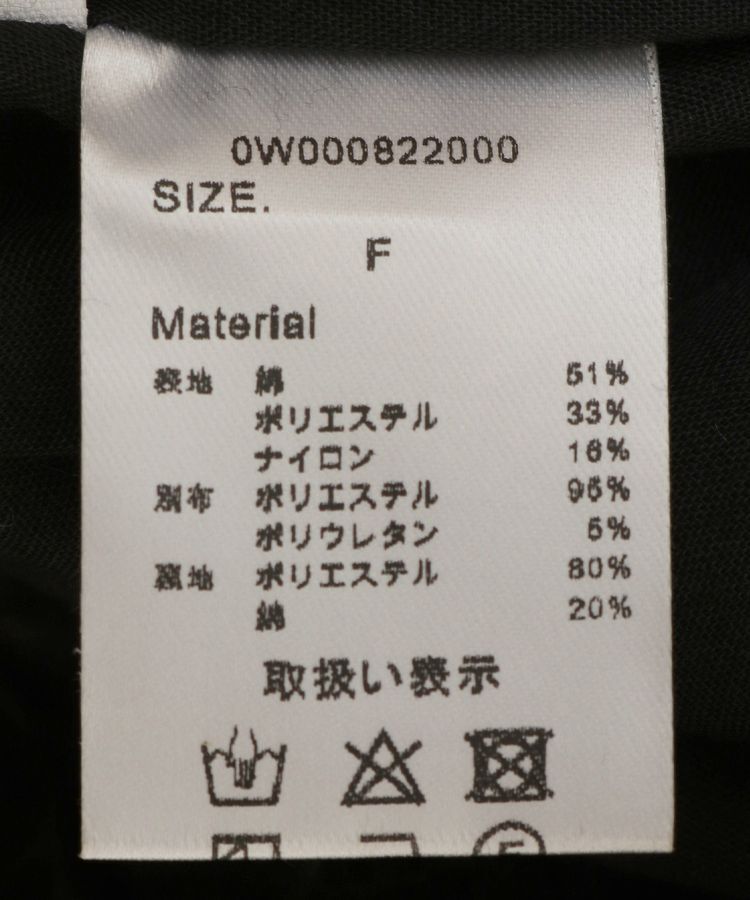 0W000822000
SIZE.
F
Material
表地 綿 51%
ポリエステル 33%
ナイロン 16%
別布 ポリエステル 95%
ポリウレタン 5%
裏地 ポリエステル 80%
綿 20%
取扱い表示